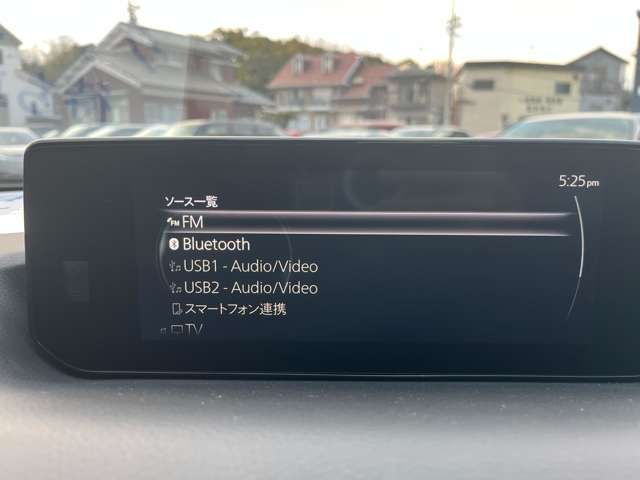 5:25pm
ソース一覧
FM
Bluetooth
USB1 - Audio/Video
USB2 - Audio/Video
スマートフォン連携
TV